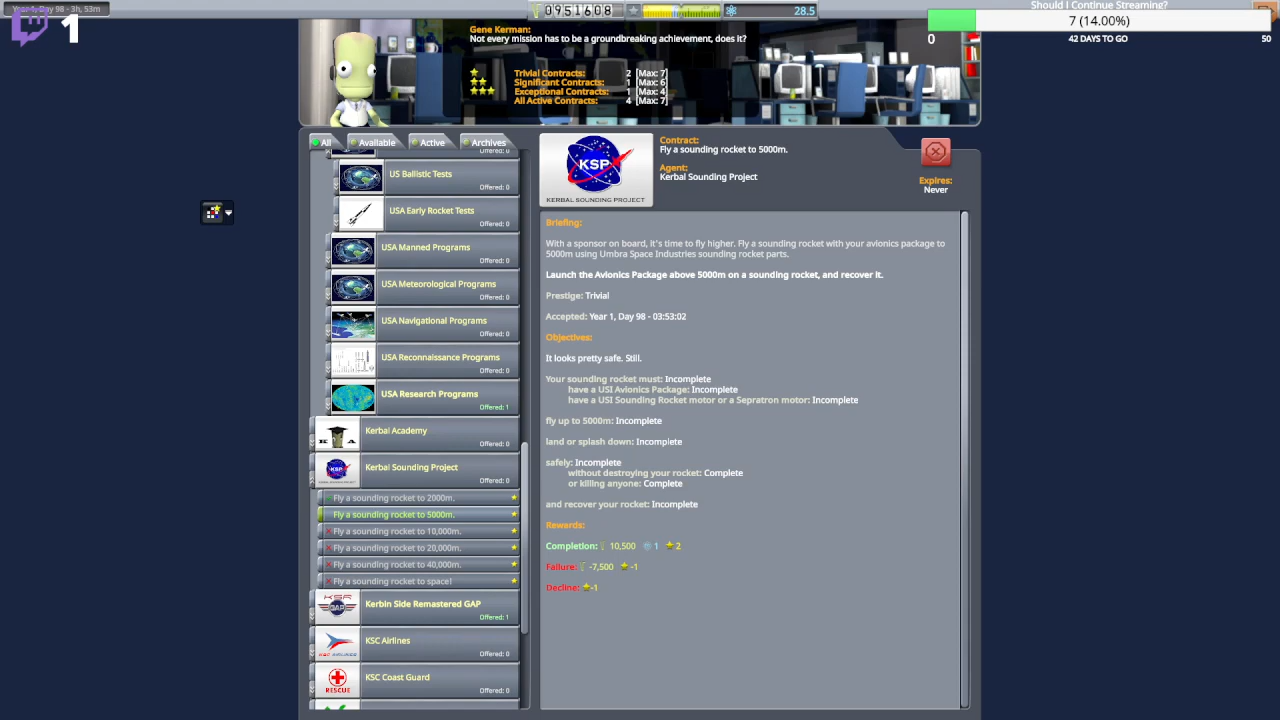 Year 1, Day 98 - 3h, 53m
1
0951608
28.5
Should I Continue Streaming?
7 (14.00%)
0
42 DAYS TO GO
50
Gene Kerman:
Not every mission has to be a groundbreaking achievement, does it?
Trivial Contracts: 2 [Max: 7]
Significant Contracts: 1 [Max: 6]
Exceptional Contracts: 1 [Max: 4]
All Active Contracts: 4 [Max: 7]
All
Available
Active
Archives
Offered: 0
US Ballistic Tests
Offered: 0
USA Early Rocket Tests
Offered: 0
USA Manned Programs
Offered: 0
USA Meteorological Programs
Offered: 0
USA Navigational Programs
Offered: 0
USA Reconnaissance Programs
Offered: 0
USA Research Programs
Offered: 1
K A
Kerbal Academy
Offered: 0
KSP
Kerbal Sounding Project
Offered: 0
Fly a sounding rocket to 2000m.
Fly a sounding rocket to 5000m.
Fly a sounding rocket to 10,000m.
Fly a sounding rocket to 20,000m.
Fly a sounding rocket to 40,000m.
Fly a sounding rocket to space!
KSR
GAP
Kerbin Side Remastered GAP
Offered: 1
KSC AIRLINES
KSC Airlines
Offered: 0
RESCUE
KSC Coast Guard
Offered: 0
KSP
KERBAL SOUNDING PROJECT
Contract:
Fly a sounding rocket to 5000m.
Agent:
Kerbal Sounding Project
Expires:
Never
Briefing:
With a sponsor on board, it's time to fly higher. Fly a sounding rocket with your avionics package to
5000m using Umbra Space Industries sounding rocket parts.
Launch the Avionics Package above 5000m on a sounding rocket, and recover it.
Prestige: Trivial
Accepted: Year 1, Day 98 - 03:53:02
Objectives:
It looks pretty safe. Still.
Your sounding rocket must: Incomplete
have a USI Avionics Package: Incomplete
have a USI Sounding Rocket motor or a Sepratron motor: Incomplete
fly up to 5000m: Incomplete
land or splash down: Incomplete
safely: Incomplete
without destroying your rocket: Complete
or killing anyone: Complete
and recover your rocket: Incomplete
Rewards:
Completion: 10,500 1 2
Failure: -7,500 -1
Decline: -1